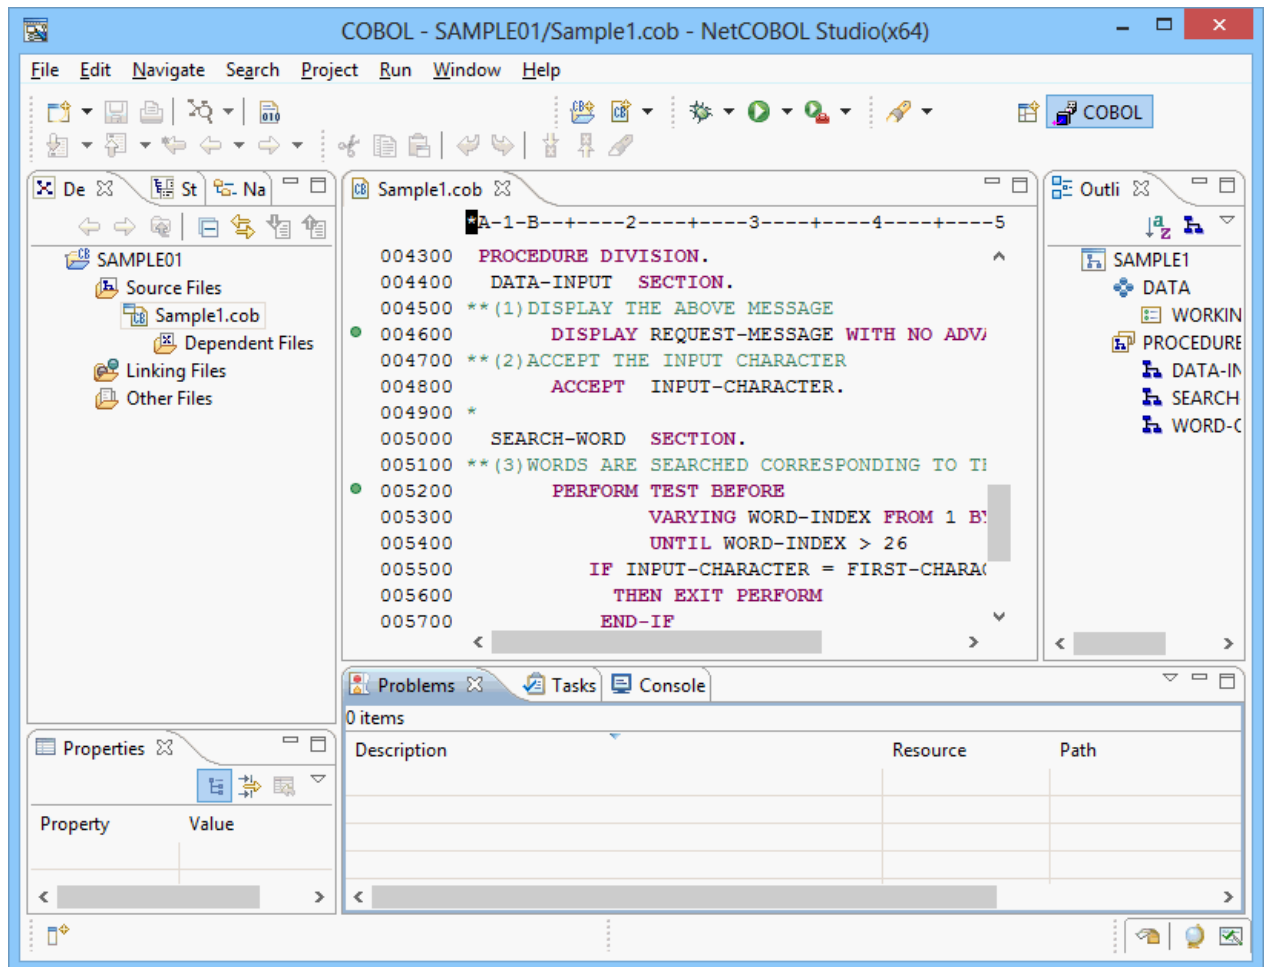 COBOL - SAMPLE01/Sample1.cob - NetCOBOL Studio(x64)
File Edit Navigate Search Project Run Window Help
COBOL
De St Na
SAMPLE01
Source Files
Sample1.cob
Dependent Files
Linking Files
Other Files
Sample1.cob
*A-1-B--+----2----+----3----+----4----+----5
004300 PROCEDURE DIVISION.
004400 DATA-INPUT SECTION.
004500 **(1)DISPLAY THE ABOVE MESSAGE
004600 DISPLAY REQUEST-MESSAGE WITH NO ADV
004700 **(2)ACCEPT THE INPUT CHARACTER
004800 ACCEPT INPUT-CHARACTER.
004900 *
005000 SEARCH-WORD SECTION.
005100 **(3)WORDS ARE SEARCHED CORRESPONDING TO
005200 PERFORM TEST BEFORE
005300 VARYING WORD-INDEX FROM 1
005400 UNTIL WORD-INDEX > 26
005500 IF INPUT-CHARACTER = FIRST-CHARAC
005600 THEN EXIT PERFORM
005700 END-IF
Outli
SAMPLE1
DATA
WORKIN
PROCEDURE
DATA-IN
SEARCH
WORD-C
Properties
Property Value
Problems Tasks Console
0 items
Description Resource Path